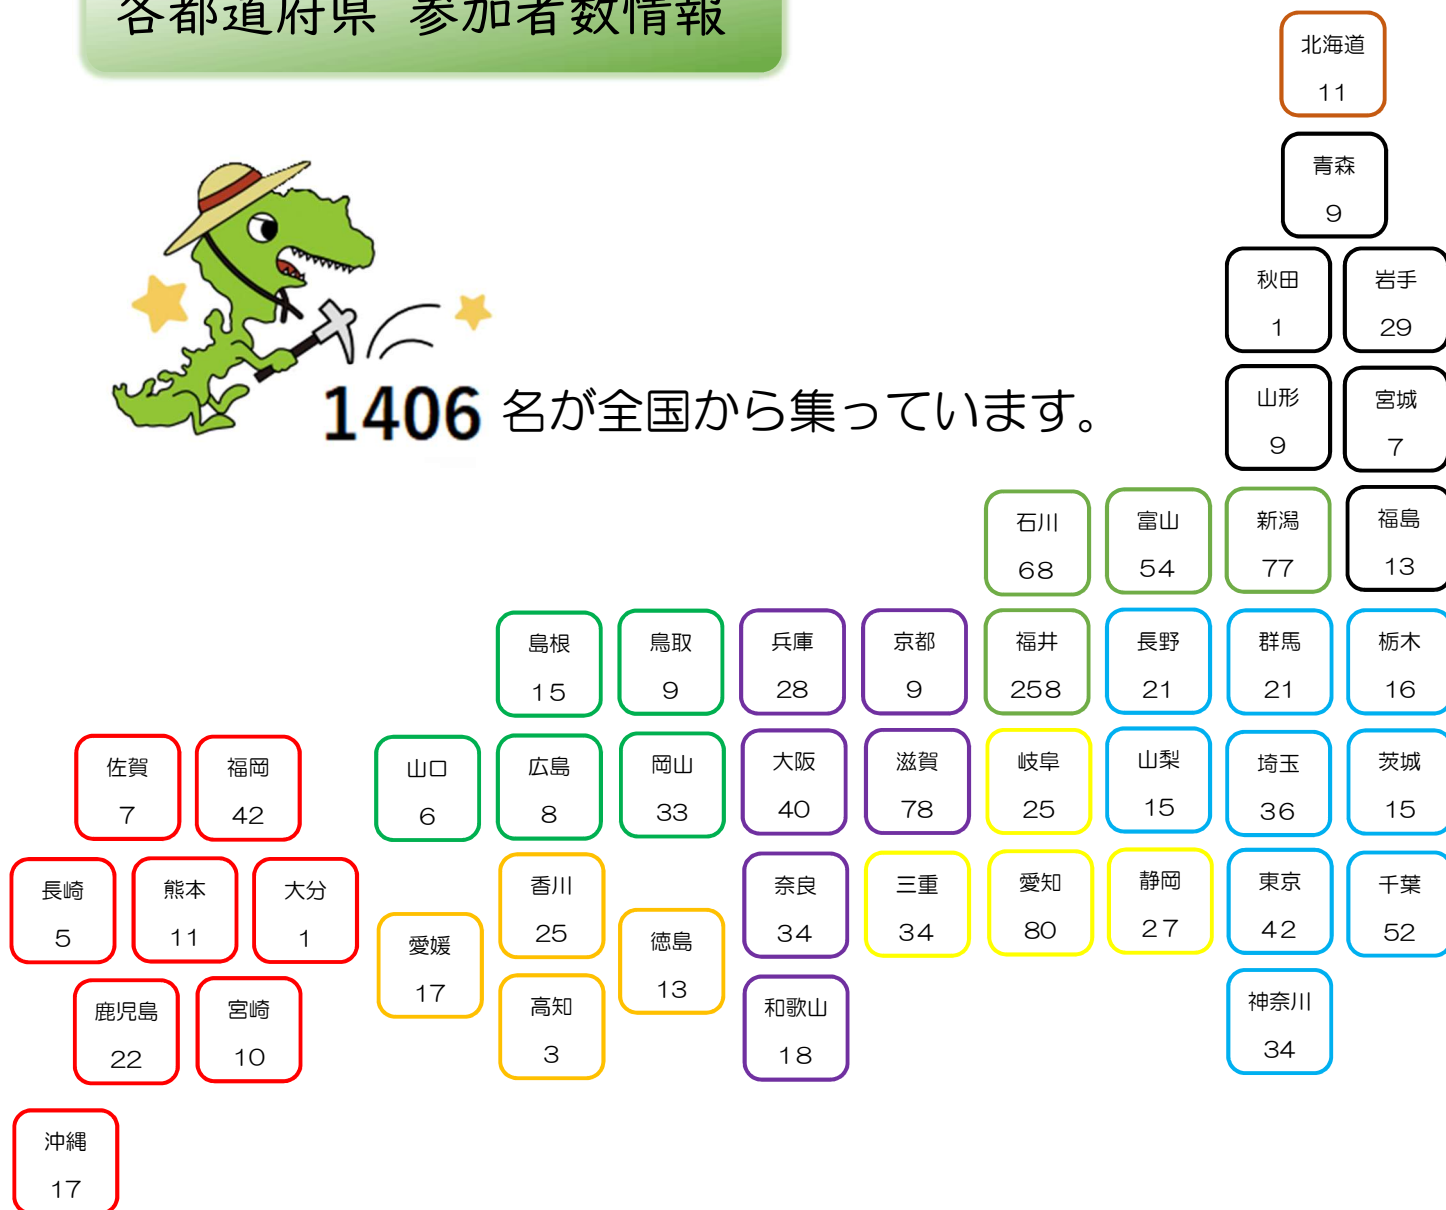 各都道府県 参加者数情報
北海道
11
青森
9
秋田
1
岩手
29
山形
9
宮城
7
1406 名が全国から集っています。
石川
68
富山
54
新潟
77
福島
13
島根
15
鳥取
9
兵庫
28
京都
9
福井
258
長野
21
群馬
21
栃木
16
佐賀
7
福岡
42
山口
6
広島
8
岡山
33
大阪
40
滋賀
78
岐阜
25
山梨
15
埼玉
36
茨城
15
長崎
5
熊本
11
大分
1
愛媛
17
香川
25
徳島
13
奈良
34
三重
34
愛知
80
静岡
27
東京
42
千葉
52
鹿児島
22
宮崎
10
高知
3
和歌山
18
神奈川
34
沖縄
17